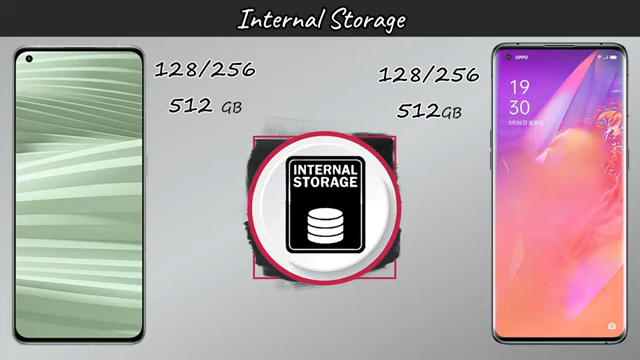 Internal Storage
128/256
512 GB
128/256
512GB
INTERNAL
STORAGE
OPPO
19
30